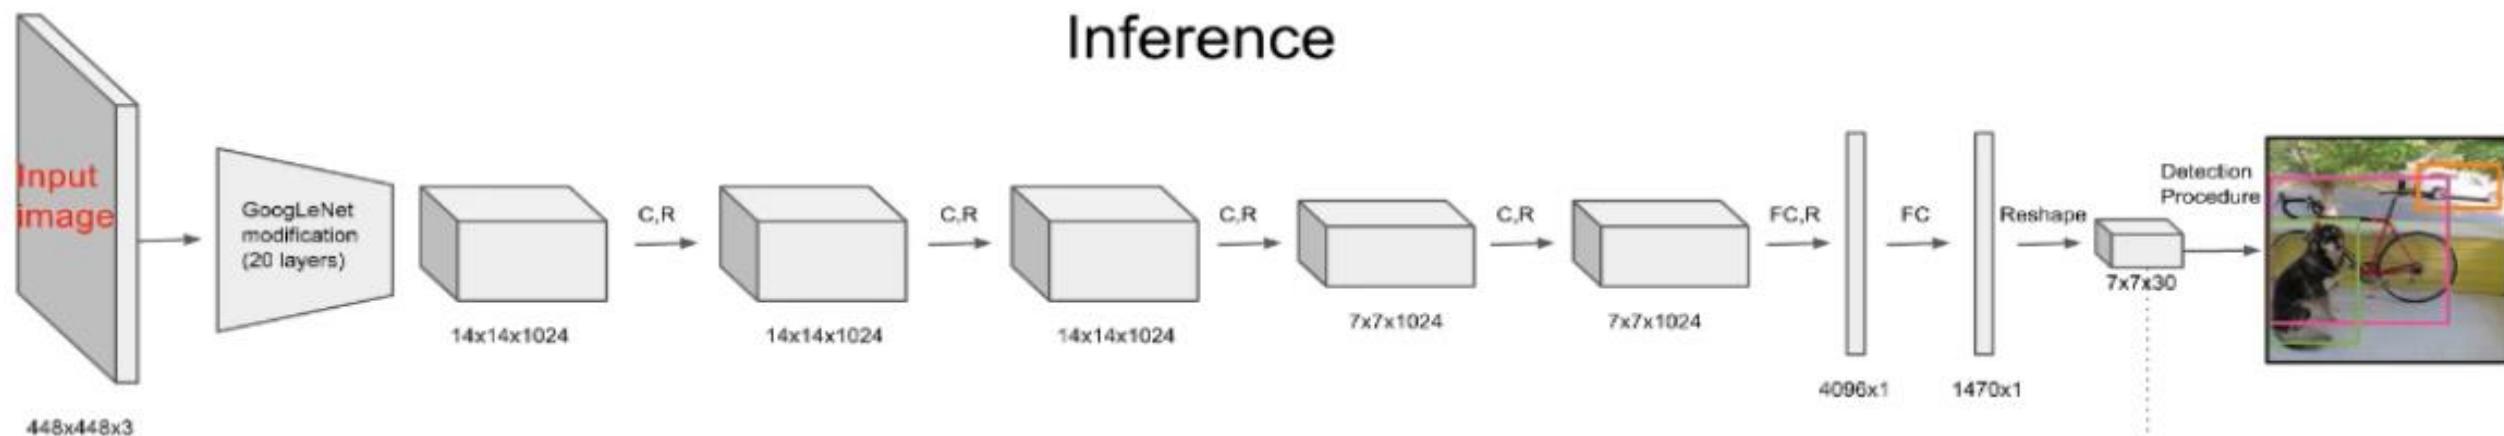 Inference
Input
image
448x448x3
GoogLeNet
modification
(20 layers)
14x14x1024
C,R
14x14x1024
C,R
14x14x1024
C,R
7x7x1024
C,R
7x7x1024
FC,R
4096x1
FC
1470x1
Reshape
7x7x30
Detection
Procedure